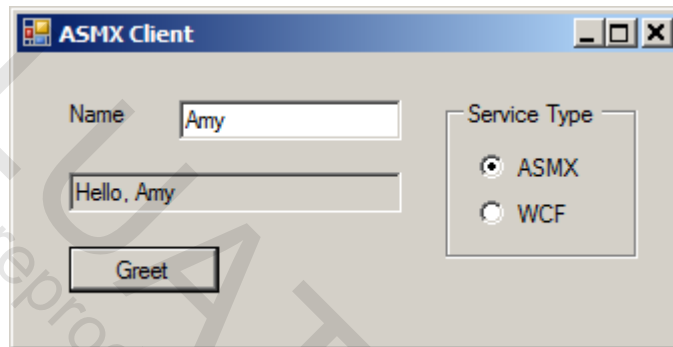 ASMX Client
Name
Amy
Service Type
ASMX
Hello, Amy
WCF
Greet